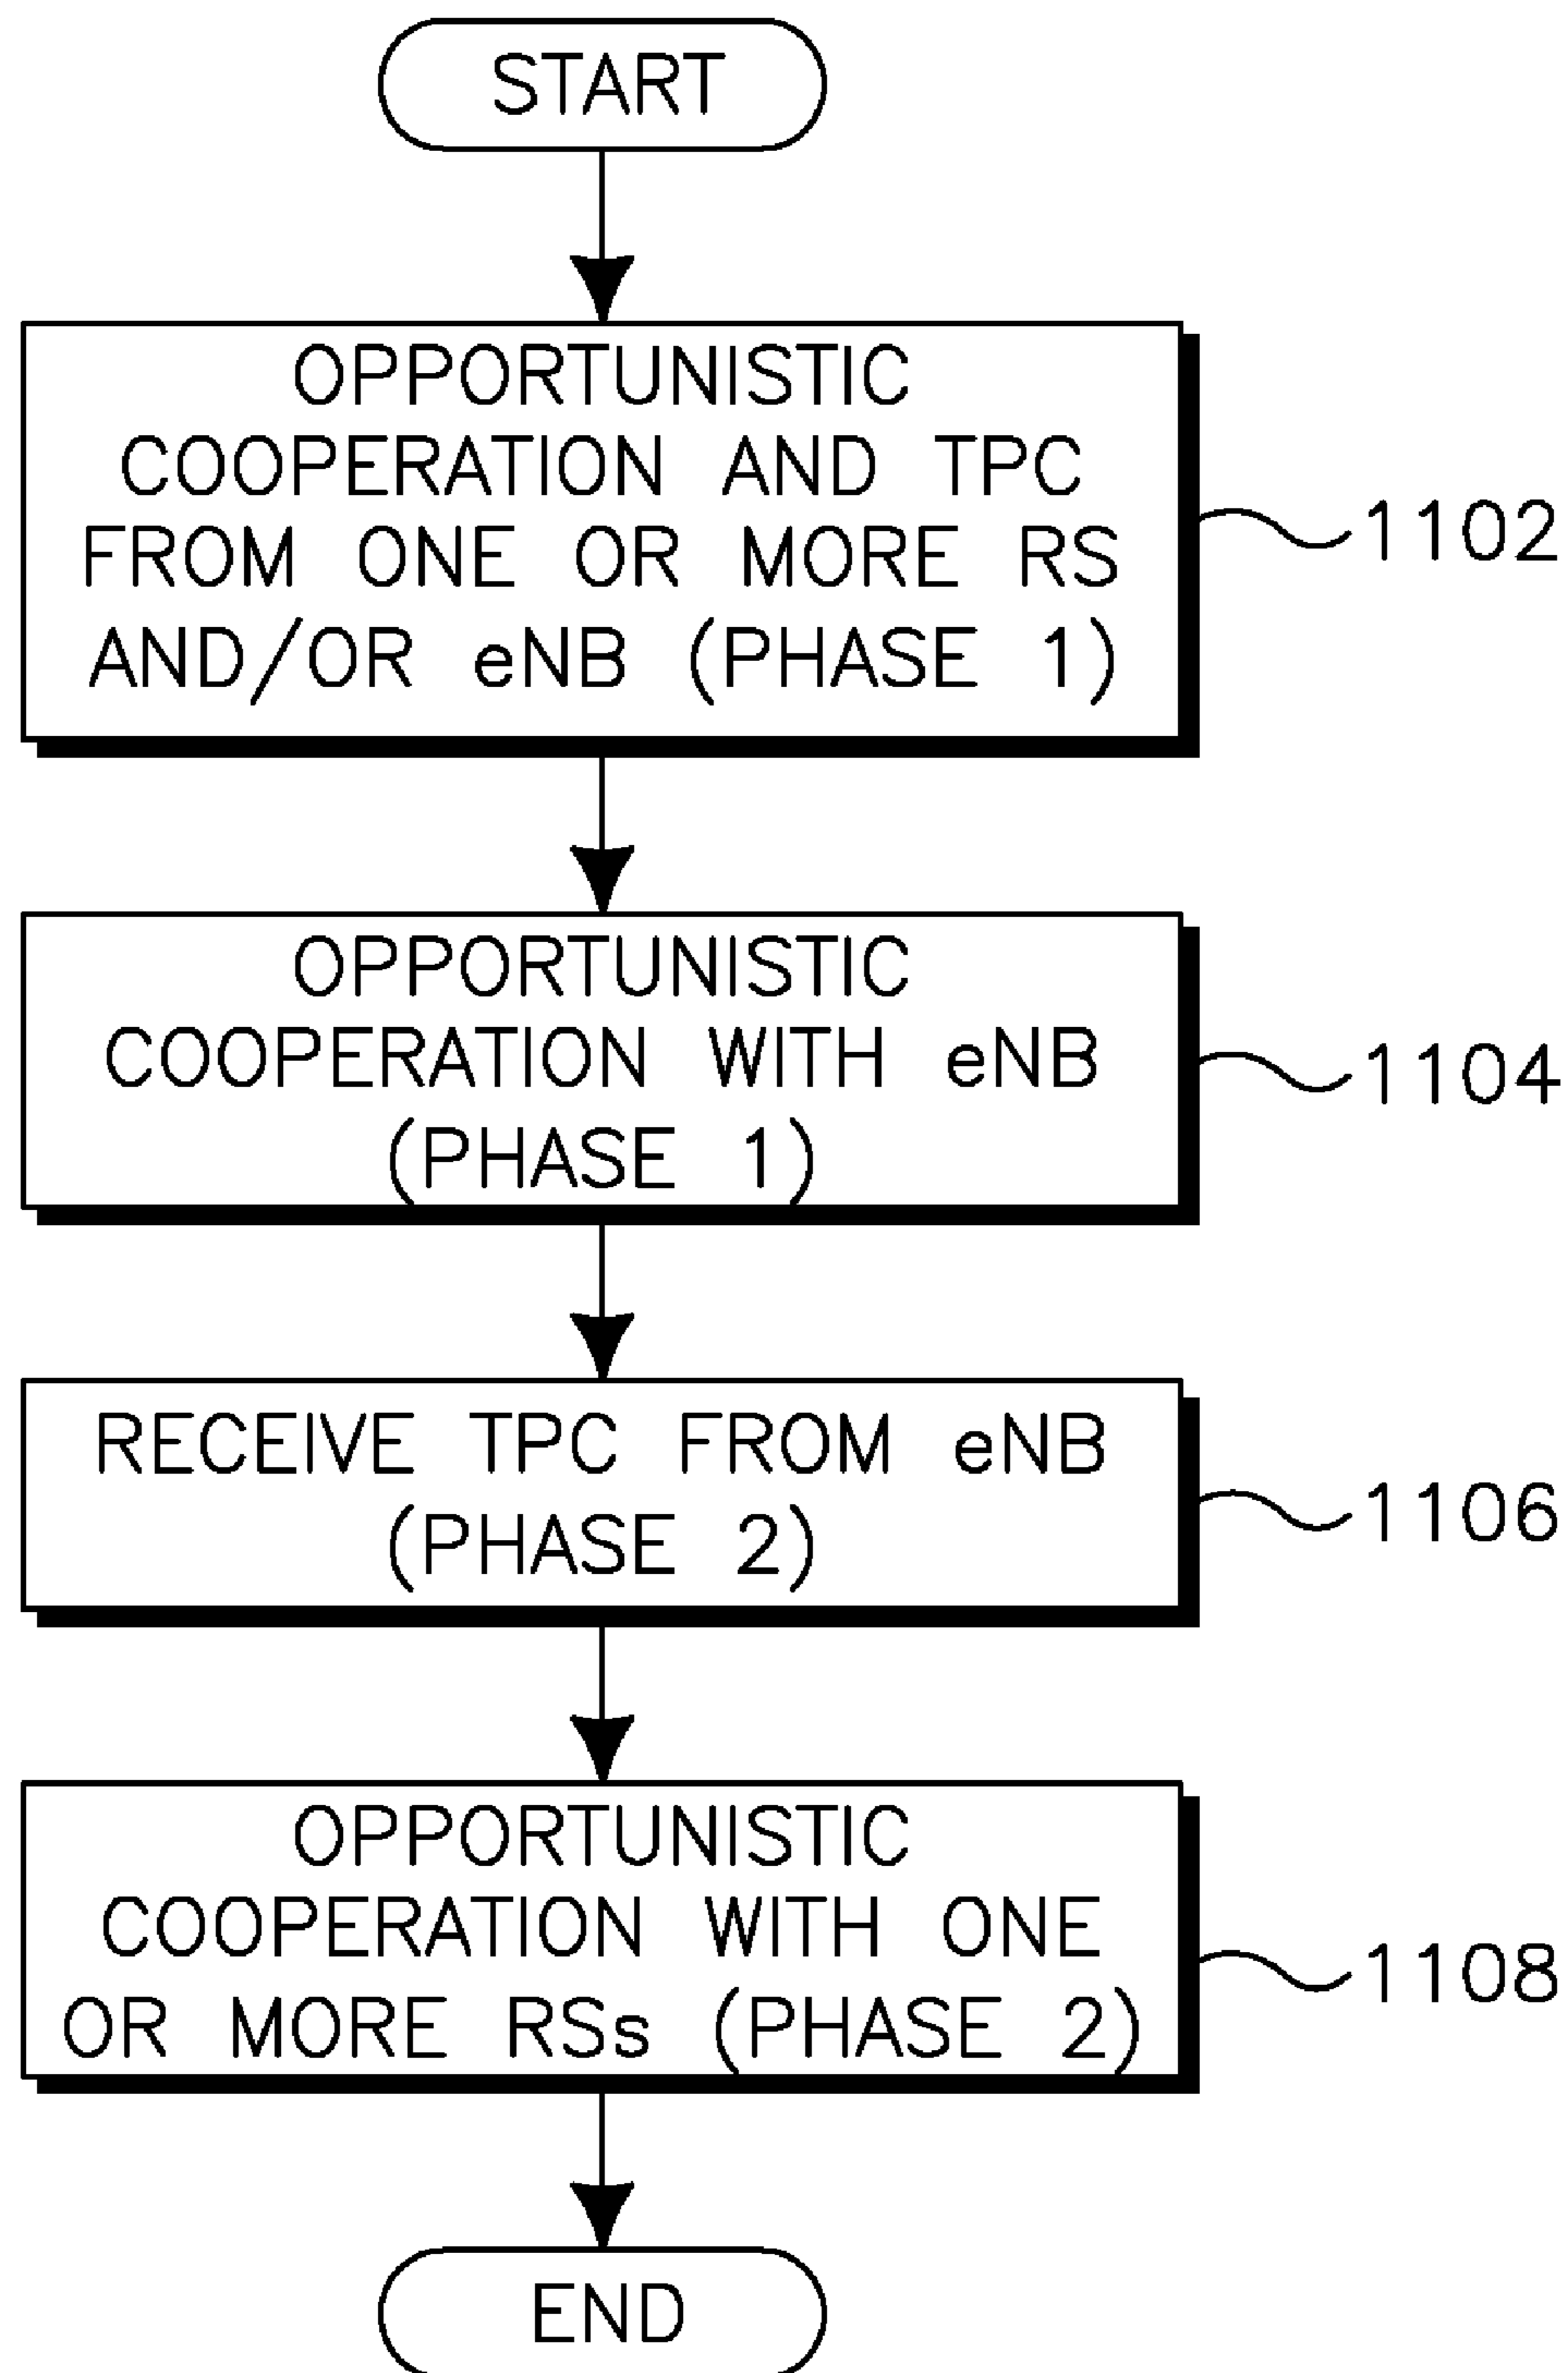 START
OPPORTUNISTIC
COOPERATION AND TPC
FROM ONE OR MORE RS
AND/OR eNB (PHASE 1)
1102
OPPORTUNISTIC
COOPERATION WITH eNB
(PHASE 1)
1104
RECEIVE TPC FROM eNB
(PHASE 2)
1106
OPPORTUNISTIC
COOPERATION WITH ONE
OR MORE RSs (PHASE 2)
1108
END